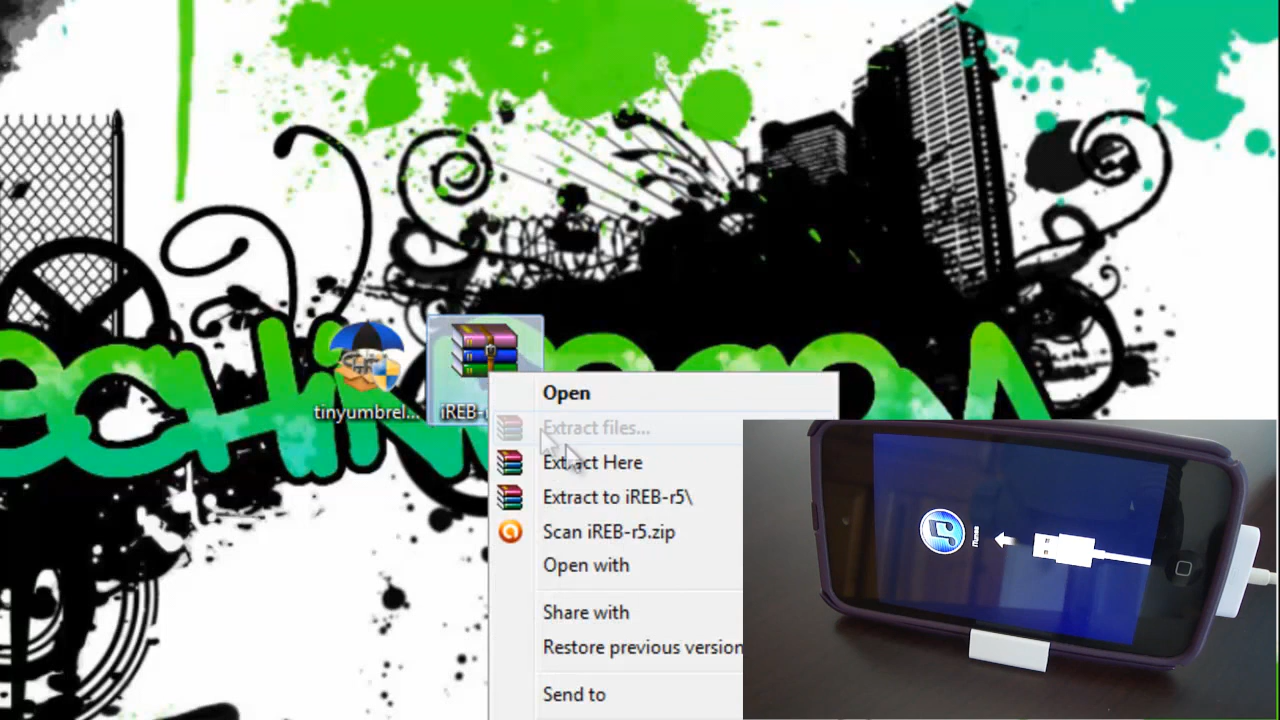 tinyumbrel...
iREB-
Open
Extract files...
Extract Here
Extract to iREB-r5\
Scan iREB-r5.zip
Open with
Share with
Restore previous version
Send to
iTunes